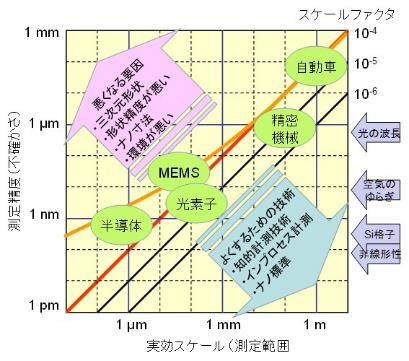 スケールファクタ
1 mm
10-4
自動車
10-5
悪くなる要因
・三次元形状
・形状精度が悪い
・ナノ寸法
・環境が悪い
10-6
精密
機械
1 μm
光の波長
測定精度（不確かさ）
MEMS
空気の
ゆらぎ
光素子
半導体
1 nm
Si格子
非線形性
よくするための技術
・知的計測技術
・インプロセス計測
・ナノ標準
1 pm
1 μm
1 mm
1 m
実効スケール（測定範囲